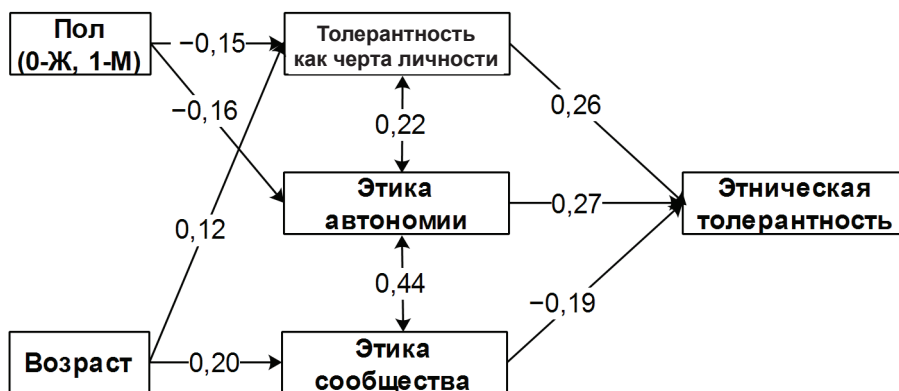 Пол
(0-Ж, 1-М)
−0,15
Толерантность
как черта личности
−0,16
0,22
0,26
Этика
автономии
0,27
Этническая
толерантность
0,12
0,44
−0,19
Возраст
0,20
Этика
сообщества